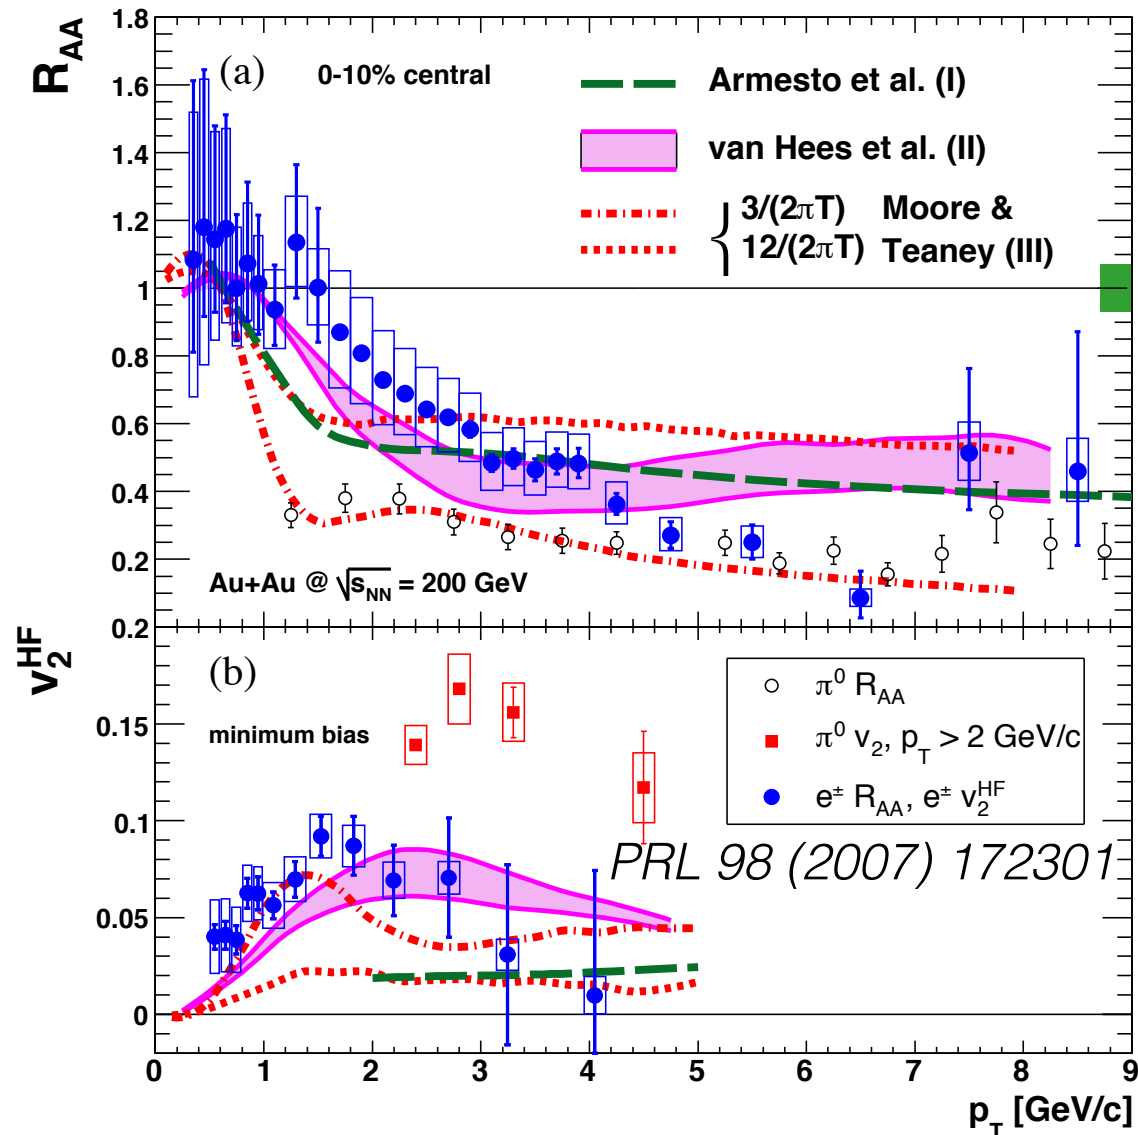 R_AA
1.8
1.6
1.4
1.2
1
0.8
0.6
0.4
0.2
(a)
0-10% central
Armesto et al. (I)
van Hees et al. (II)
3/(2πT) Moore &
12/(2πT) Teaney (III)
Au+Au @ √s_NN = 200 GeV
v_2^HF
0.2
0.15
0.1
0.05
0
(b)
minimum bias
π^0 R_AA
π^0 v_2, p_T > 2 GeV/c
e^± R_AA, e^± v_2^HF
PRL 98 (2007) 172301
0 1 2 3 4 5 6 7 8 9
p_T [GeV/c]